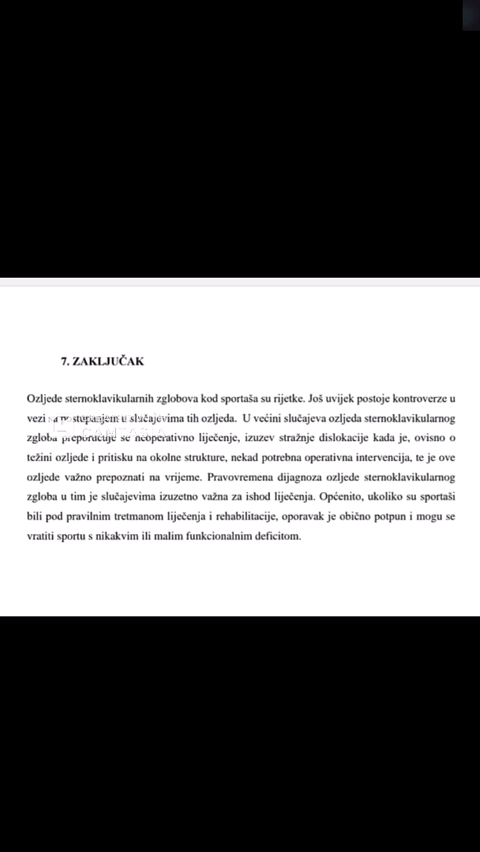 7. ZAKLJUČAK
Ozljede sternoklavikularnih zglobova kod sportaša su rijetke. Još uvijek postoje kontroverze u
vezi postupanjem u slučajevima tih ozljeda. U većini slučajeva ozljeda sternoklavikularnog
zgloba preporučuje se neoperativno liječenje, izuzev stražnje dislokacije kada je, ovisno o
težini ozljede i pritisku na okolne strukture, nekad potrebna operativna intervencija, te je ove
ozljede važno prepoznati na vrijeme. Pravovremena dijagnoza ozljede sternoklavikularnog
zgloba u tim je slučajevima izuzetno važna za ishod liječenja. Općenito, ukoliko su sportaši
bili pod pravilnim tretmanom liječenja i rehabilitacije, oporavak je obično potpun i mogu se
vratiti sportu s nikakvim ili malim funkcionalnim deficitom.